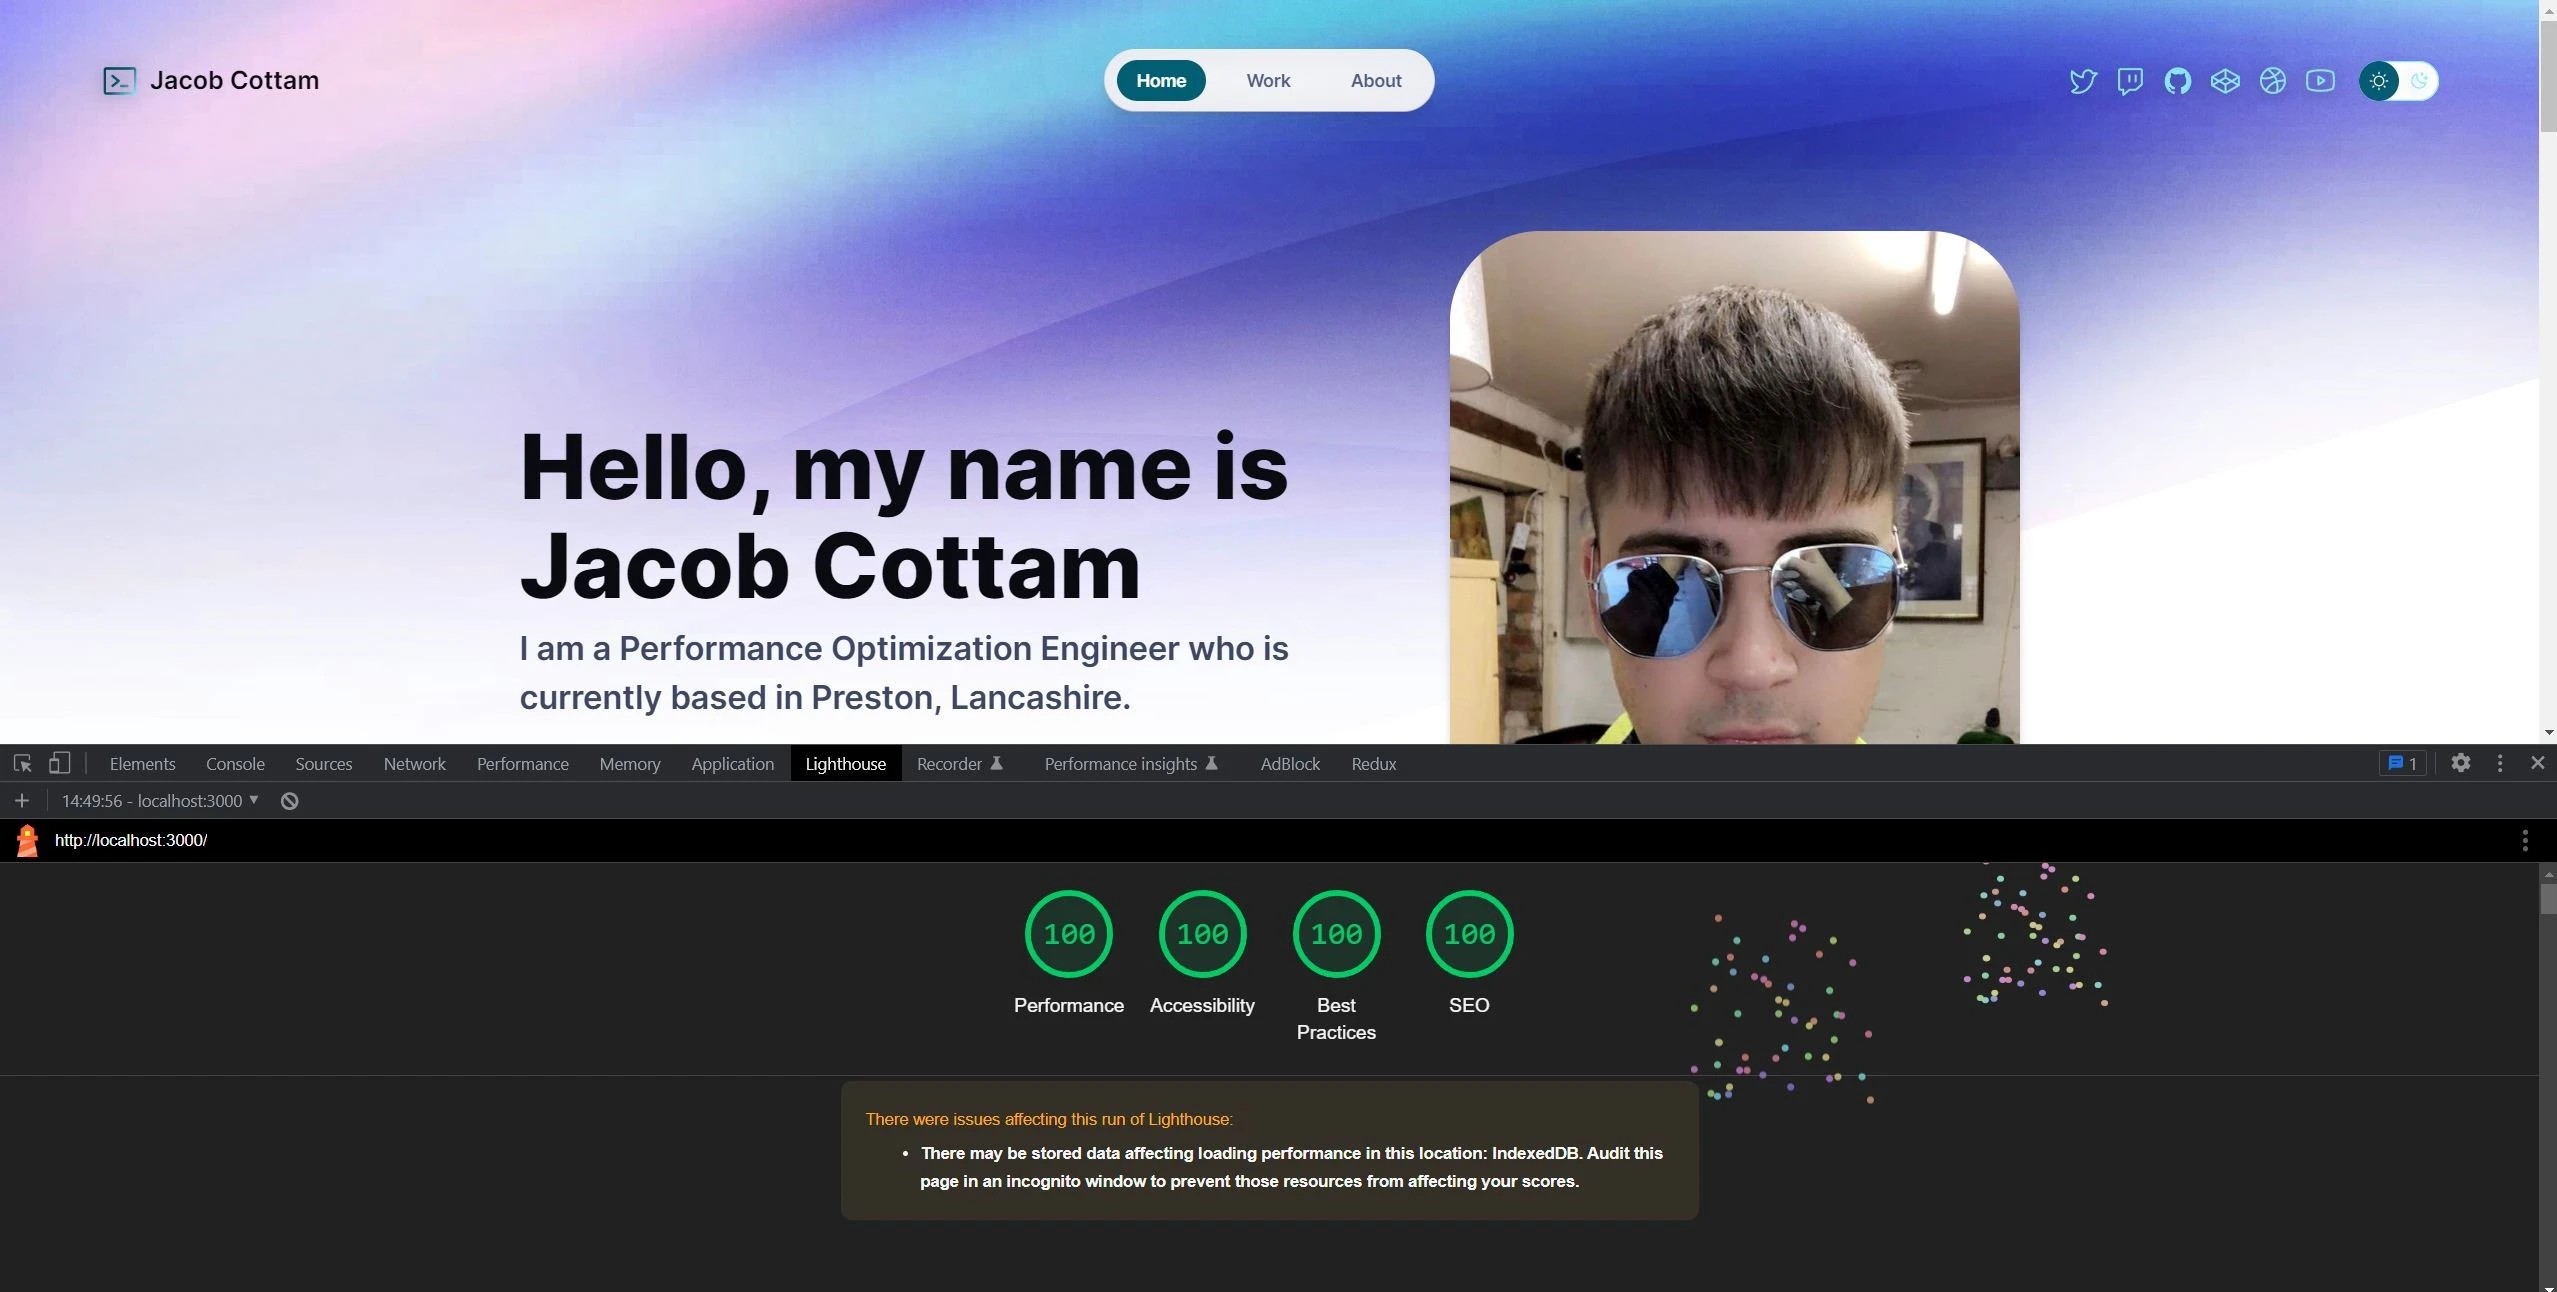 Jacob Cottam
Home Work About
Hello, my name is
Jacob Cottam
I am a Performance Optimization Engineer who is
currently based in Preston, Lancashire.
Elements Console Sources Network Performance Memory Application Lighthouse Recorder Performance insights AdBlock Redux 1
14:49:56 - localhost:3000
http://localhost:3000/
100 100 100 100
Performance Accessibility Best SEO
Practices
There were issues affecting this run of Lighthouse:
• There may be stored data affecting loading performance in this location: IndexedDB. Audit this
page in an incognito window to prevent those resources from affecting your scores.